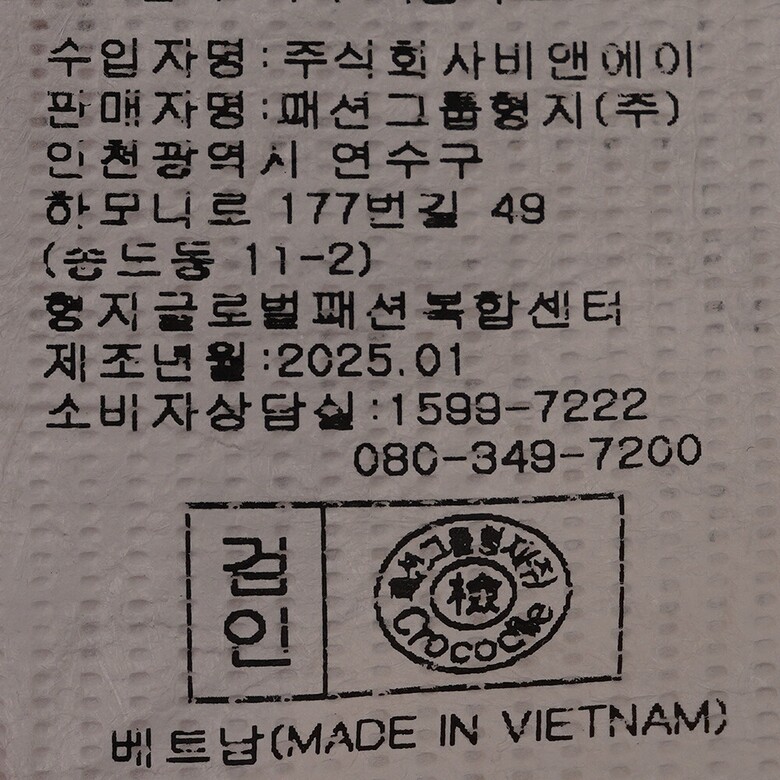 수입자명:주식회사비앤에이
판매자명:패션그룹형지(주)
인천광역시 연수구
하모니로 177번길 49
(송도동 11-2)
형지글로벌패션복합센터
제조년월:2025.01
소비자상담실:1599-7222
080-349-7200
검인
패션그룹형지(주)
檢
Crocodile
베트남(MADE IN VIETNAM)